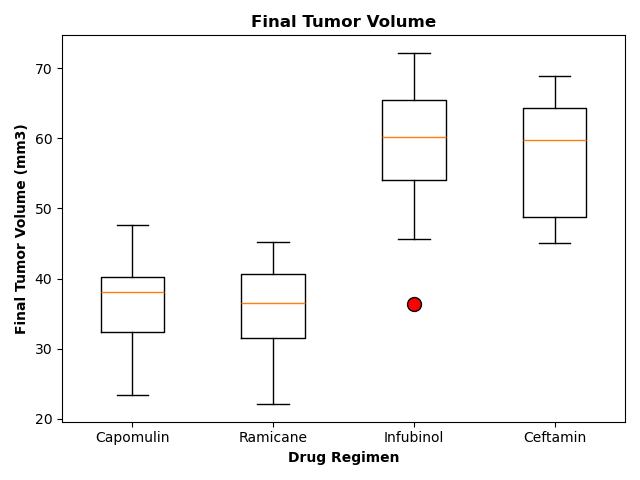 Final Tumor Volume
Final Tumor Volume (mm3)
70
60
50
40
30
20
Capomulin
Ramicane
Infubinol
Ceftamin
Drug Regimen